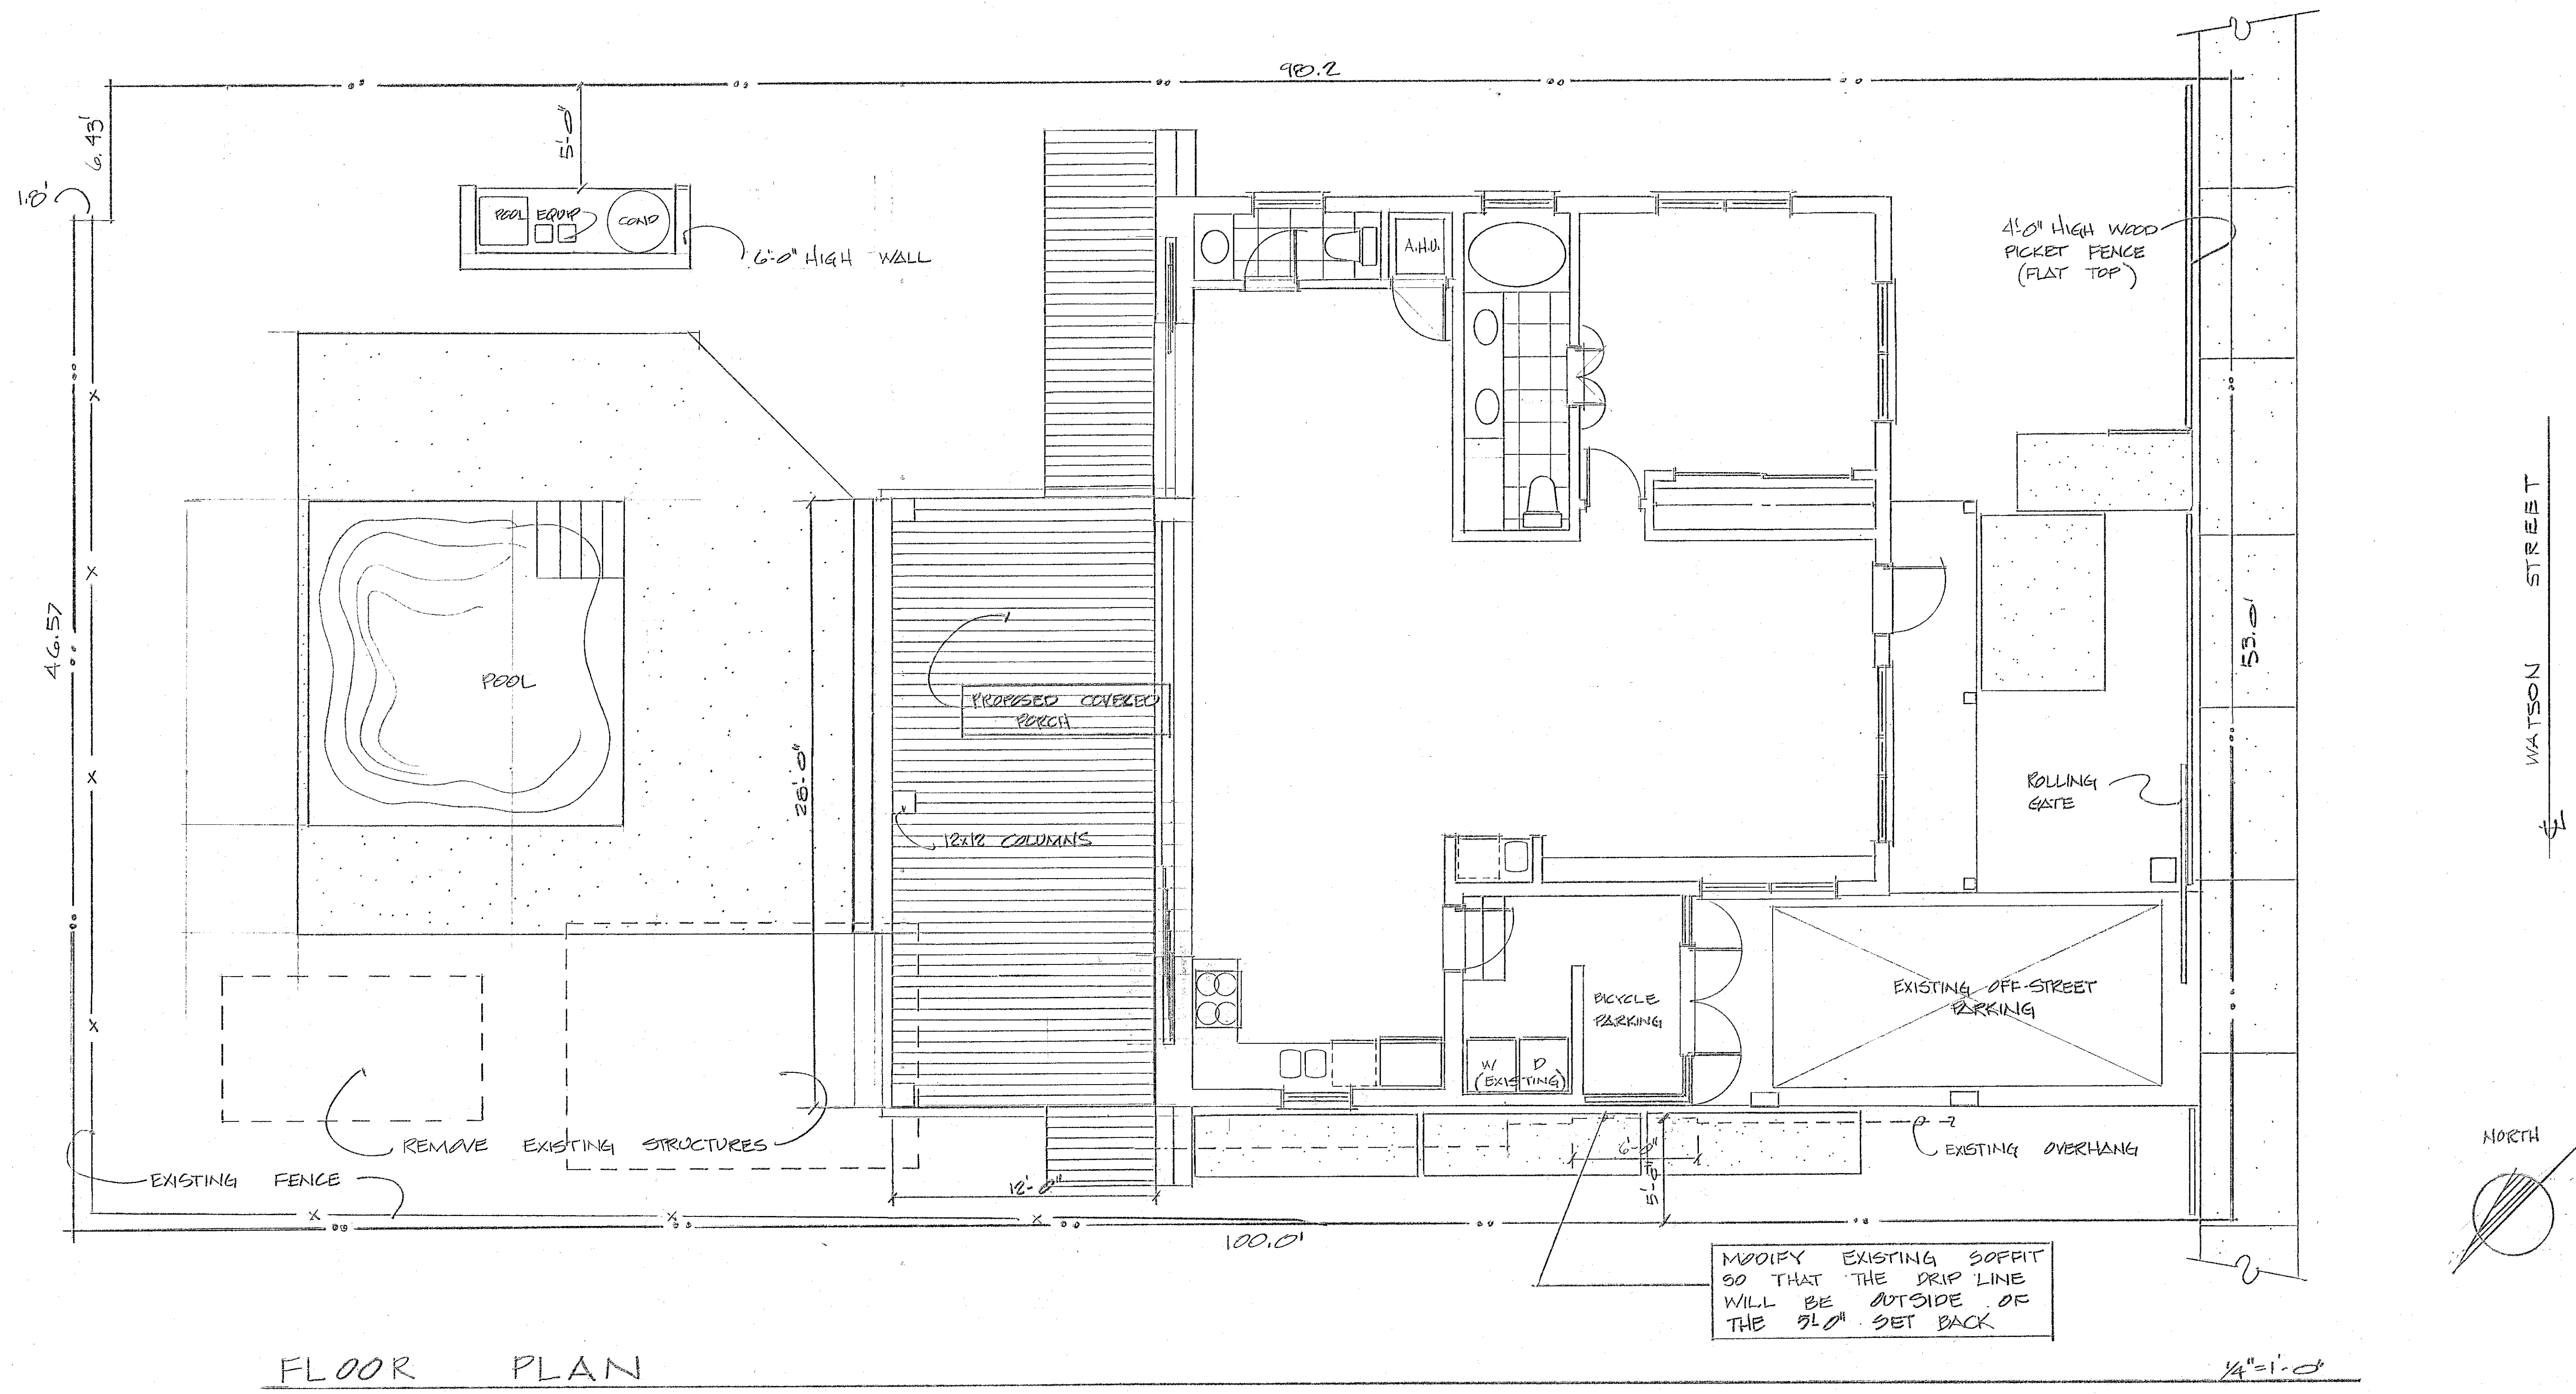 98.2
6.43'
1.8'
5'-0"
POOL EQUIP
COND
6'-0" HIGH WALL
A.H.U.
4'-0" HIGH WOOD
PICKET FENCE
(FLAT TOP)
WATSON STREET
46.57
POOL
PROPOSED COVERED
PORCH
28'-0"
12x12 COLUMNS
53.0'
ROLLING
GATE
EXISTING OFF-STREET
PARKING
BICYCLE
PARKING
W D
(EXISTING)
REMOVE EXISTING STRUCTURES
EXISTING FENCE
12'-0"
6'-0"
5'-0"
EXISTING OVERHANG
100.0'
NORTH
MODIFY EXISTING SOFFIT
SO THAT THE DRIP LINE
WILL BE OUTSIDE OF
THE 5'-0" SET BACK
FLOOR PLAN
1/4"=1'-0"